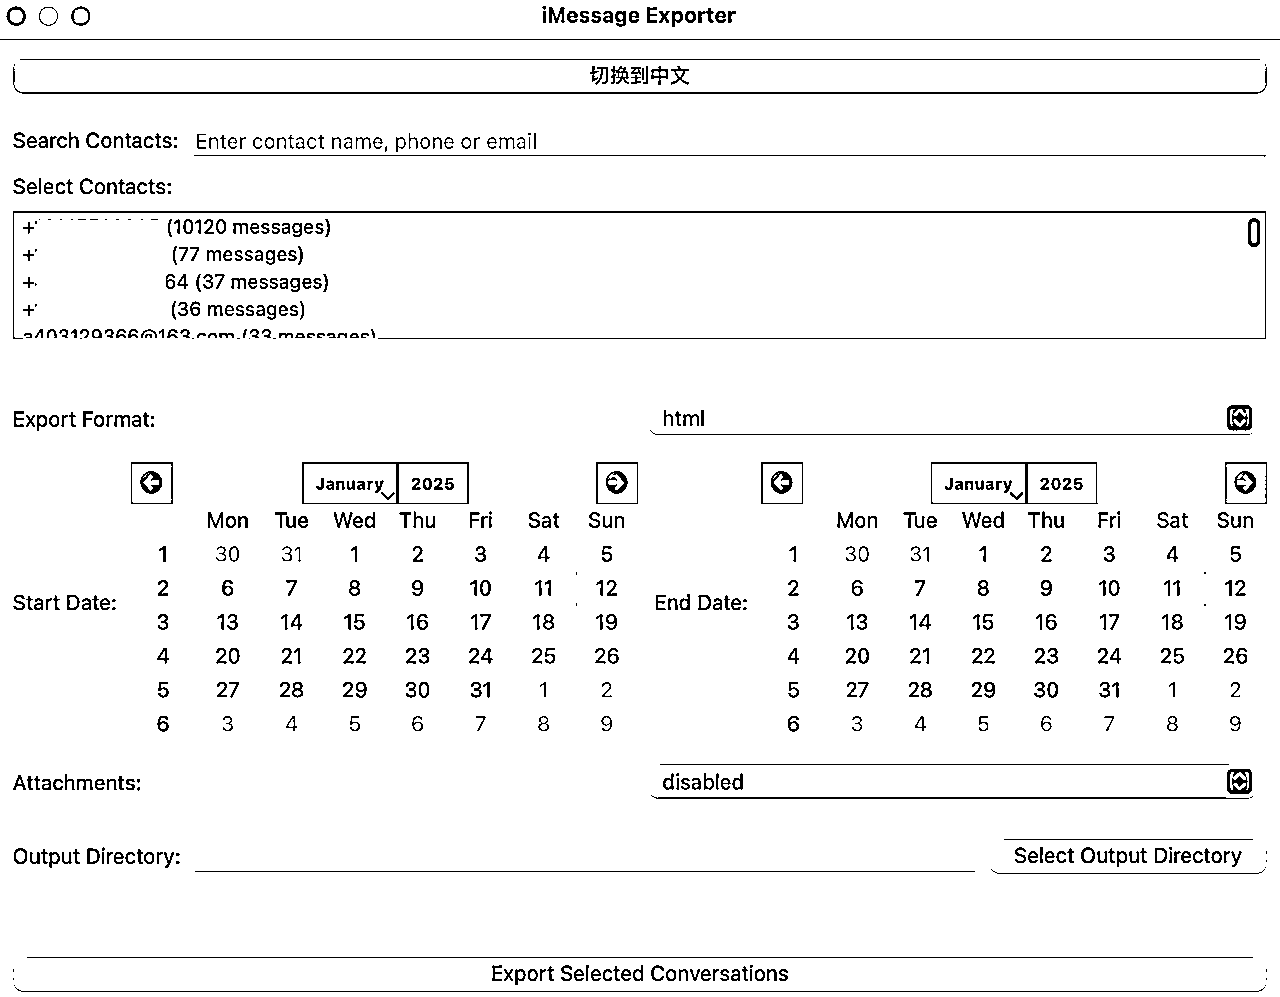 iMessage Exporter
切换到中文
Search Contacts: Enter contact name, phone or email
Select Contacts:
+ (10120 messages)
+ (77 messages)
+ 64 (37 messages)
+ (36 messages)
a403129366@163.com (33 messages)
Export Format: html
January 2025 January 2025
Mon Tue Wed Thu Fri Sat Sun Mon Tue Wed Thu Fri Sat Sun
1 30 31 1 2 3 4 5 1 30 31 1 2 3 4 5
2 6 7 8 9 10 11 12 2 6 7 8 9 10 11 12
Start Date: End Date:
3 13 14 15 16 17 18 19 3 13 14 15 16 17 18 19
4 20 21 22 23 24 25 26 4 20 21 22 23 24 25 26
5 27 28 29 30 31 1 2 5 27 28 29 30 31 1 2
6 3 4 5 6 7 8 9 6 3 4 5 6 7 8 9
Attachments: disabled
Output Directory: Select Output Directory
Export Selected Conversations